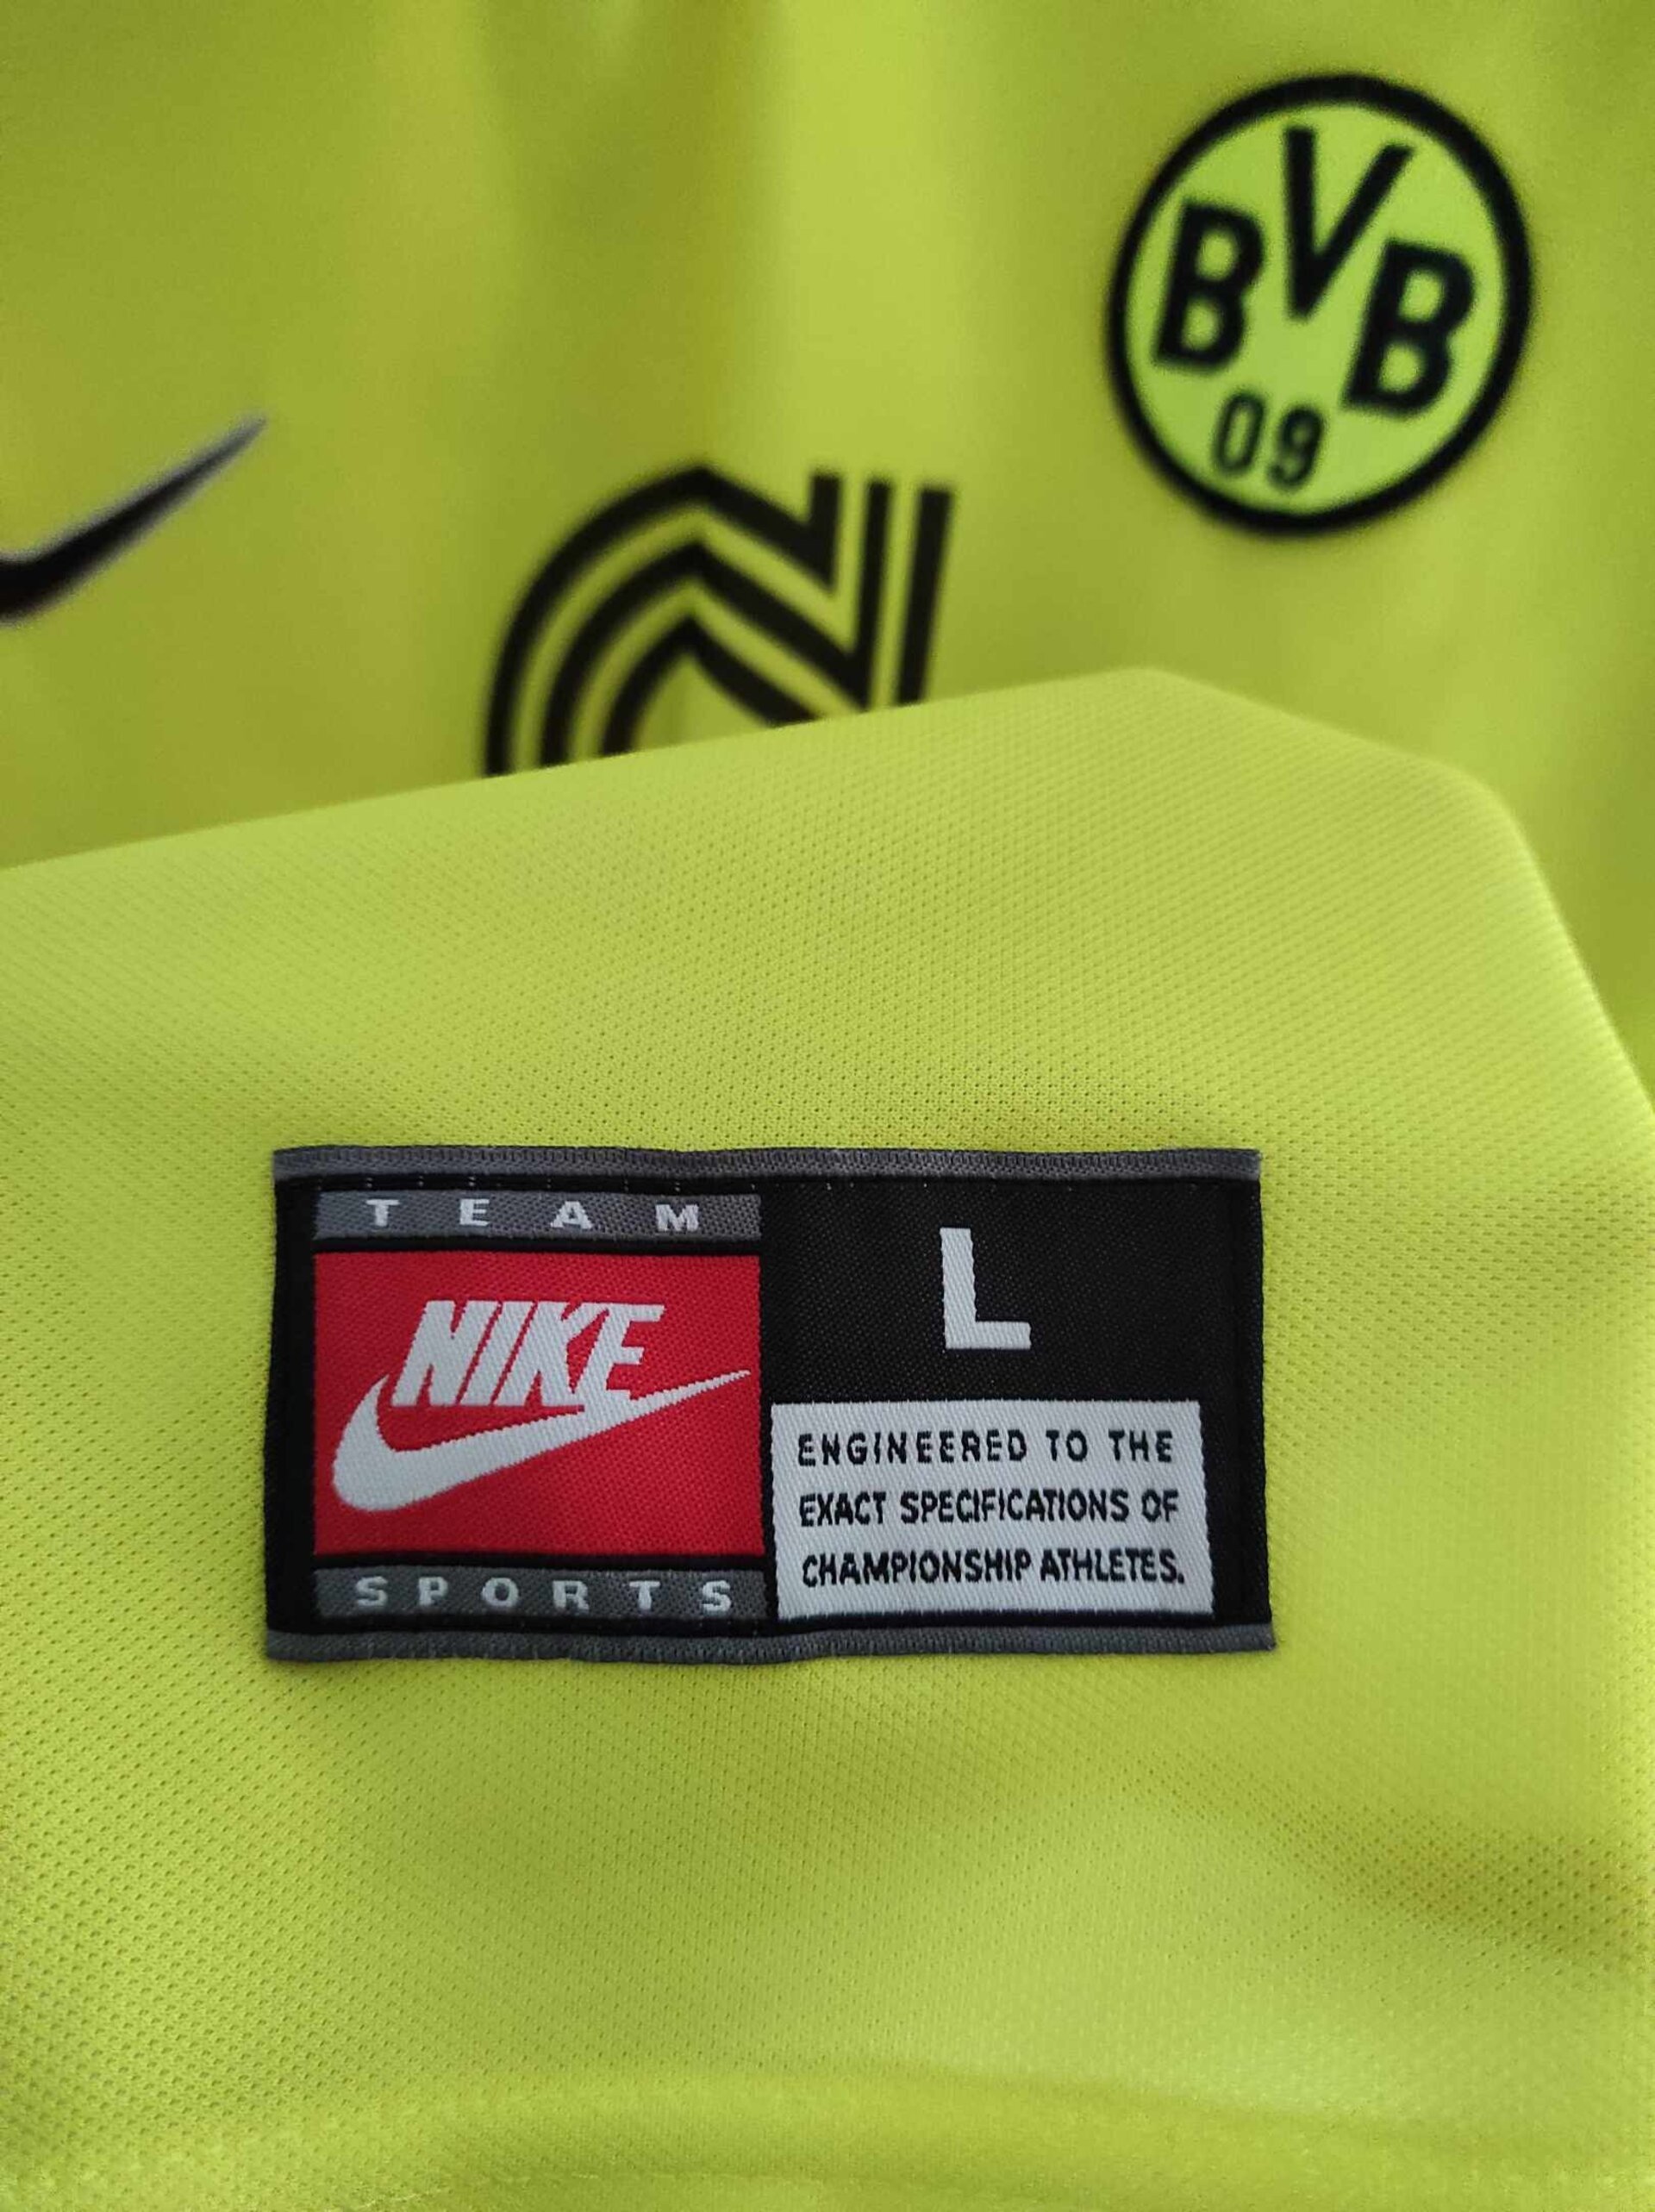 BVB
09
TEAM
NIKE
SPORTS
L
ENGINEERED TO THE
EXACT SPECIFICATIONS OF
CHAMPIONSHIP ATHLETES.